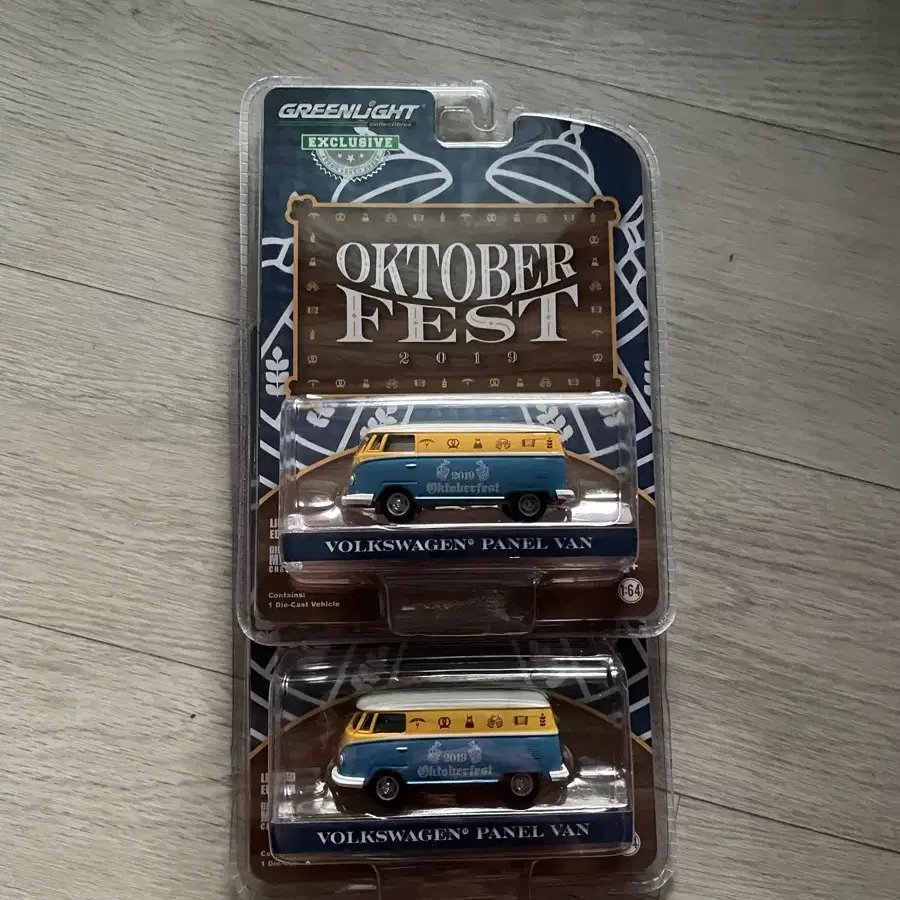 GREENLiGHT
collectibles
EXCLUSIVE
OKTOBER
FEST
2019
2019
Oktoberfest
VOLKSWAGEN® PANEL VAN
Contains:
1 Die-Cast Vehicle
1:64
2019
Oktoberfest
VOLKSWAGEN® PANEL VAN